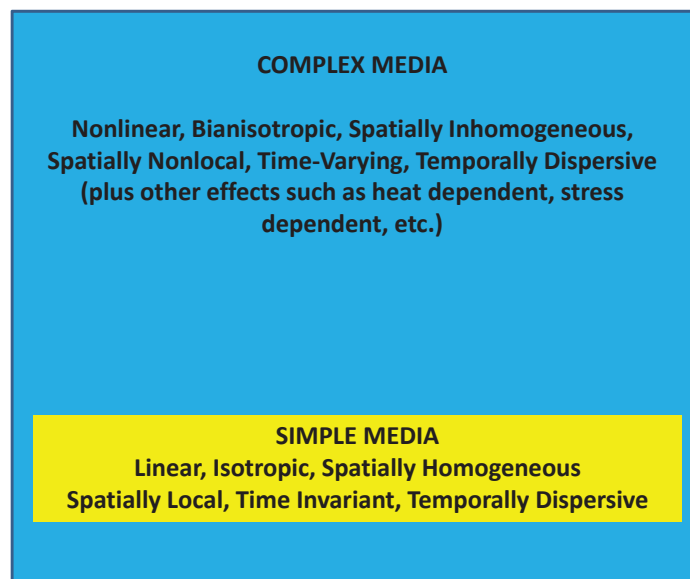 COMPLEX MEDIA
Nonlinear, Bianisotropic, Spatially Inhomogeneous,
Spatially Nonlocal, Time-Varying, Temporally Dispersive
(plus other effects such as heat dependent, stress
dependent, etc.)
SIMPLE MEDIA
Linear, Isotropic, Spatially Homogeneous
Spatially Local, Time Invariant, Temporally Dispersive